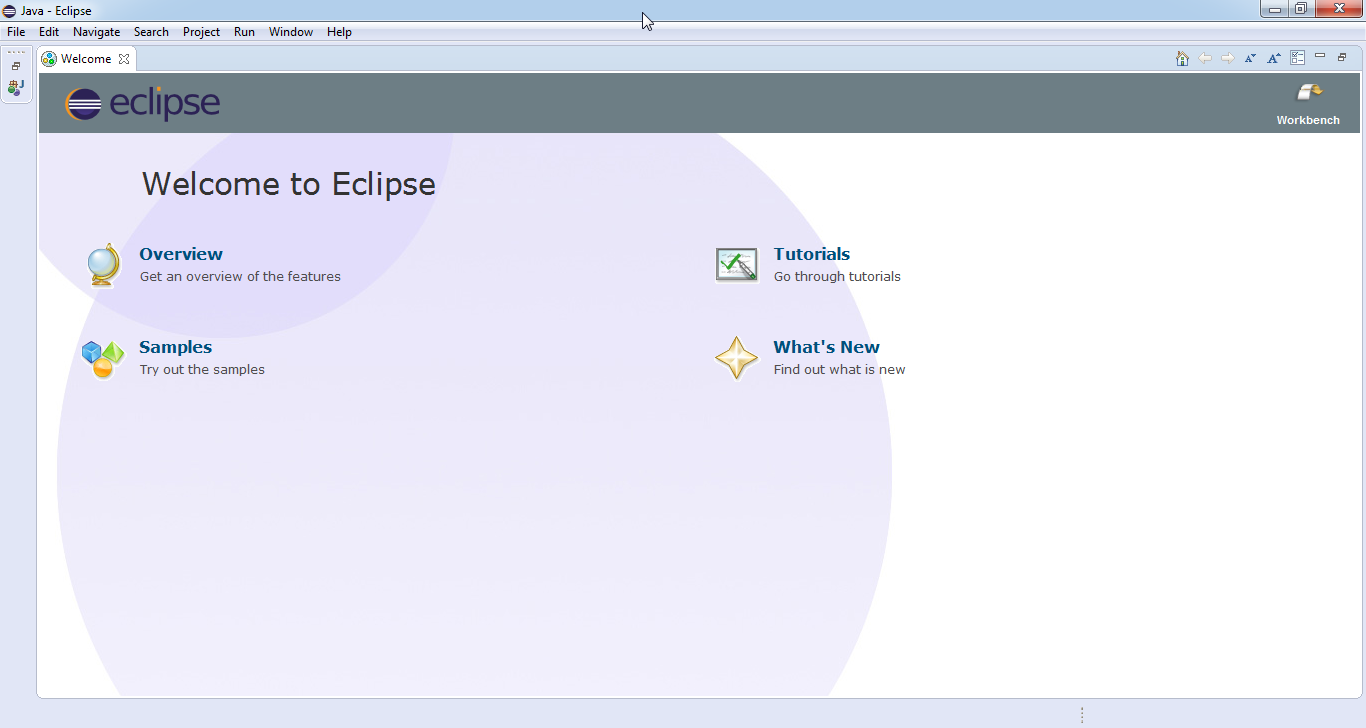 Java - Eclipse
File Edit Navigate Search Project Run Window Help
Welcome
eclipse
Workbench
Welcome to Eclipse
Overview
Get an overview of the features
Tutorials
Go through tutorials
Samples
Try out the samples
What's New
Find out what is new